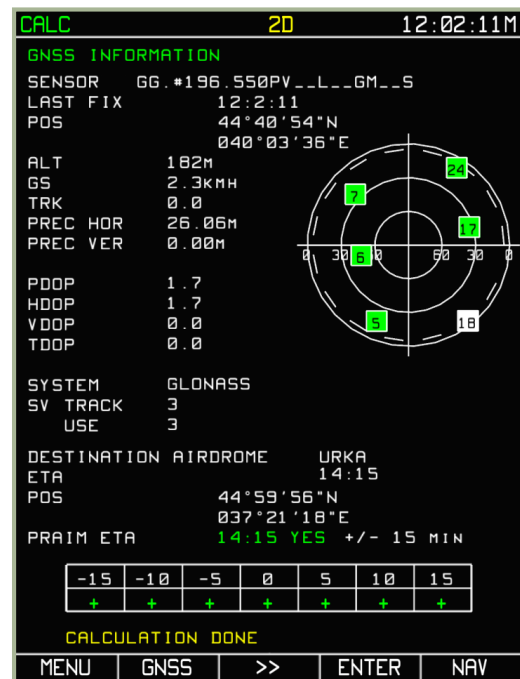 CALC 2D 12:02:11M
GNSS INFORMATION
SENSOR GG.#196.550PV__L__GM__S
LAST FIX 12:2:11
POS 44°40'54"N
040°03'36"E
ALT 182M
GS 2.3KMH
TRK 0.0
PREC HOR 26.06M
PREC VER 0.00M
24
7
17
0 30 6 0 60 30 0
5 18
PDOP 1.7
HDOP 1.7
VDOP 0.0
TDOP 0.0
SYSTEM GLONASS
SV TRACK 3
USE 3
DESTINATION AIRDROME URKA
ETA 14:15
POS 44°59'56"N
037°21'18"E
PRAIM ETA 14:15 YES +/- 15 MIN
-15 -10 -5 0 5 10 15
+ + + + + + +
CALCULATION DONE
MENU GNSS >> ENTER NAV